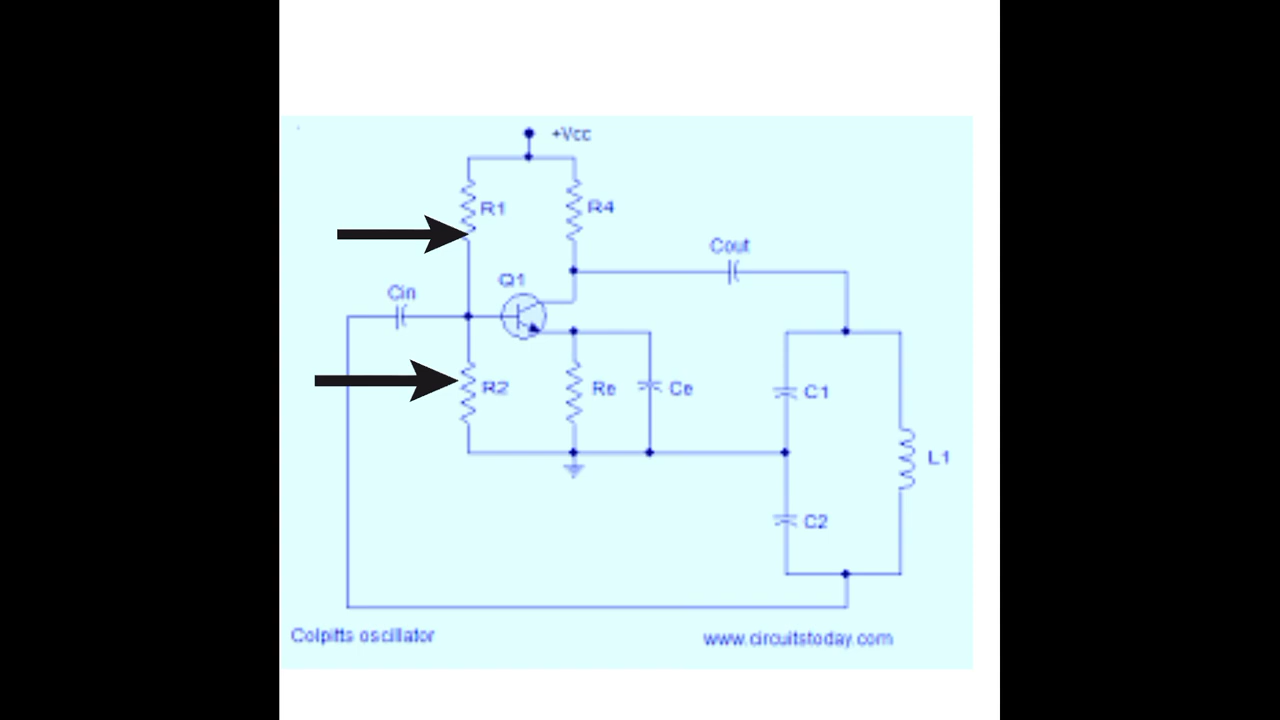 +Vcc
R1
R4
Cout
Q1
Cin
R2
Re
Ce
C1
L1
C2
Colpitts oscillator
www.circuitstoday.com